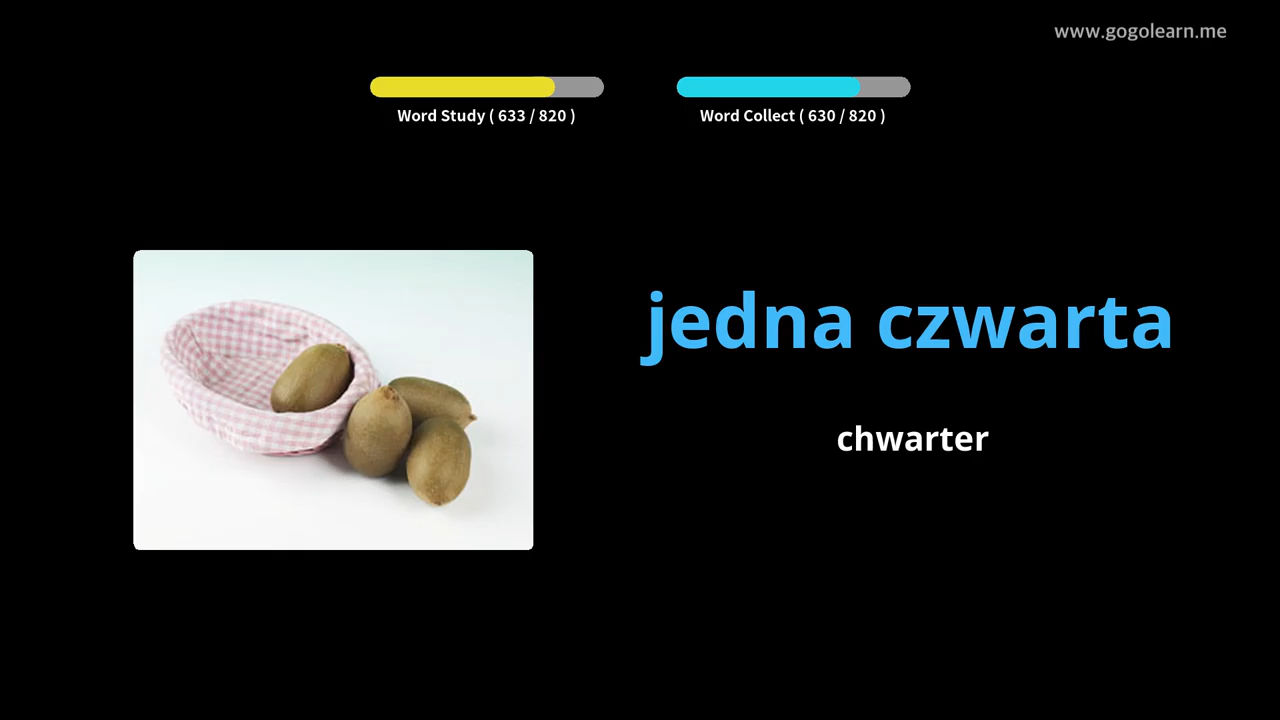 www.gogolearn.me
Word Study ( 633 / 820 )
Word Collect ( 630 / 820 )
jedna czwarta
chwarter